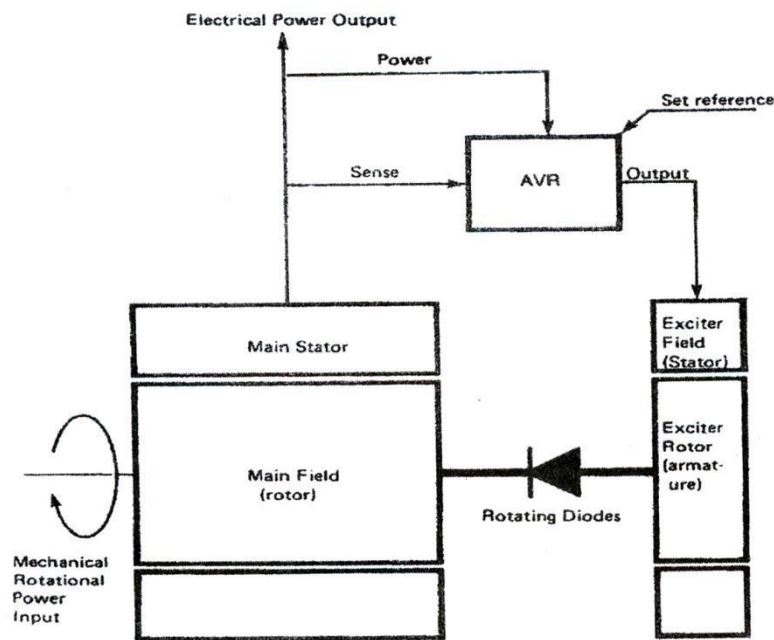 Electrical Power Output
Power
Set reference
Sense
AVR
Output
Main Stator
Exciter
Field
(Stator)
Main Field
(rotor)
Exciter
Rotor
(armat-
ure)
Rotating Diodes
Mechanical
Rotational
Power
Input